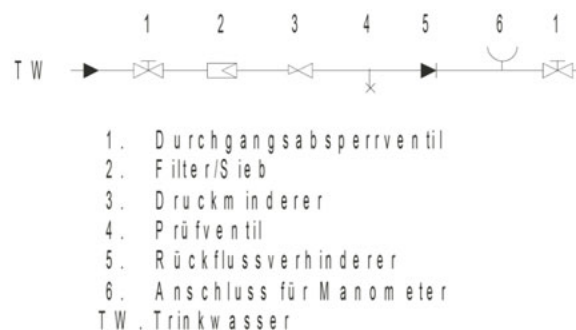 1 2 3 4 5 6 1
TW
1. Durchgangsabsperrventil
2. Filter/Sieb
3. Druckminderer
4. Prüfventil
5. Rückflussverhinderer
6. Anschluss für Manometer
TW. Trinkwasser